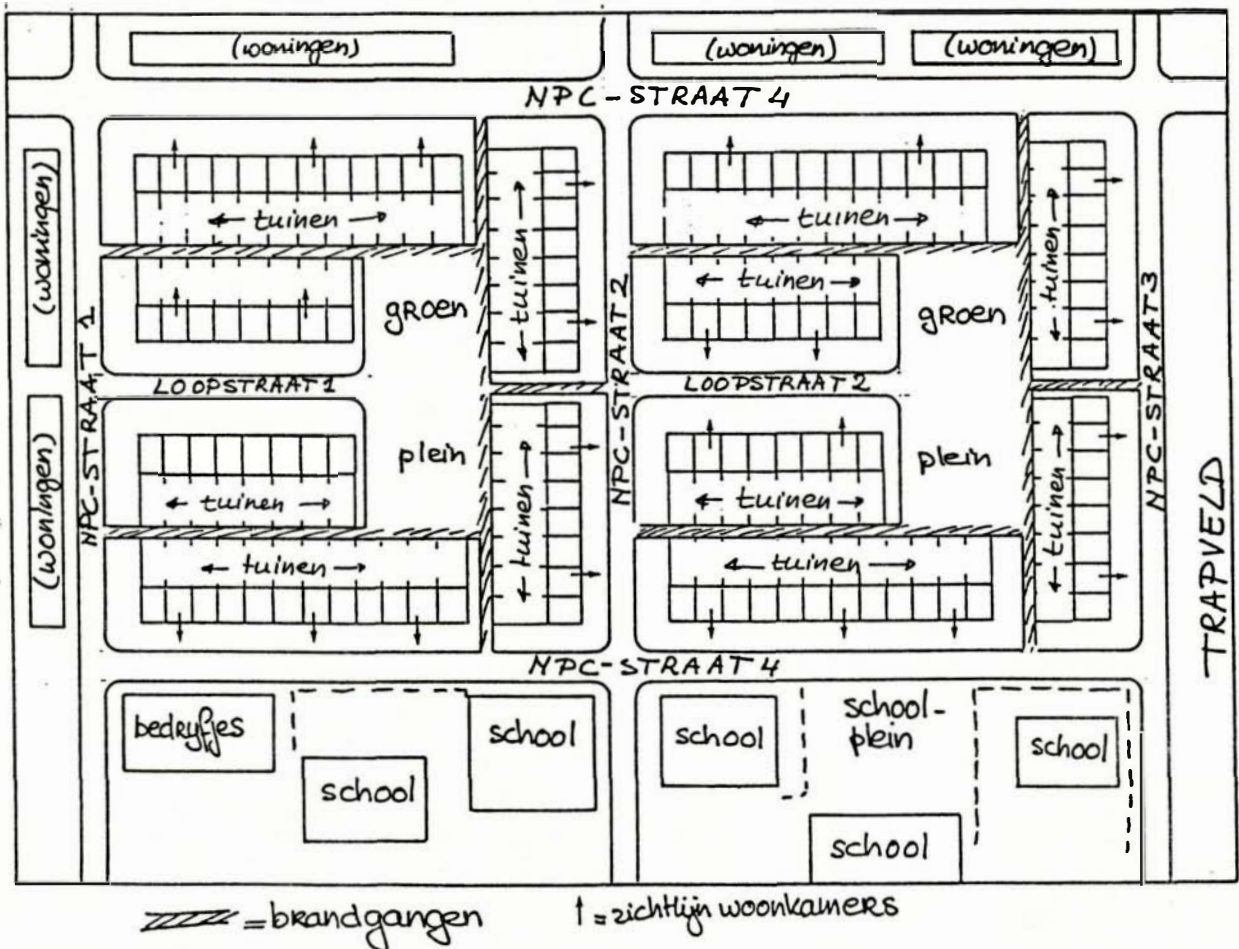 (woningen)
(woningen)
(woningen)
NPC-STRAAT 4
(woningen)
(woningen)
NPC-STRAAT 1
NPC-STRAAT 2
NPC-STRAAT 3
TRAPVELD
tuinen
tuinen
tuinen
tuinen
tuinen
groen
groen
LOOPSTRAAT 1
LOOPSTRAAT 2
plein
plein
tuinen
tuinen
tuinen
tuinen
tuinen
tuinen
NPC-STRAAT 4
bedryfjes
school
school
school
school-
plein
school
school
= brandgangen
= zichtlijn woonkamers